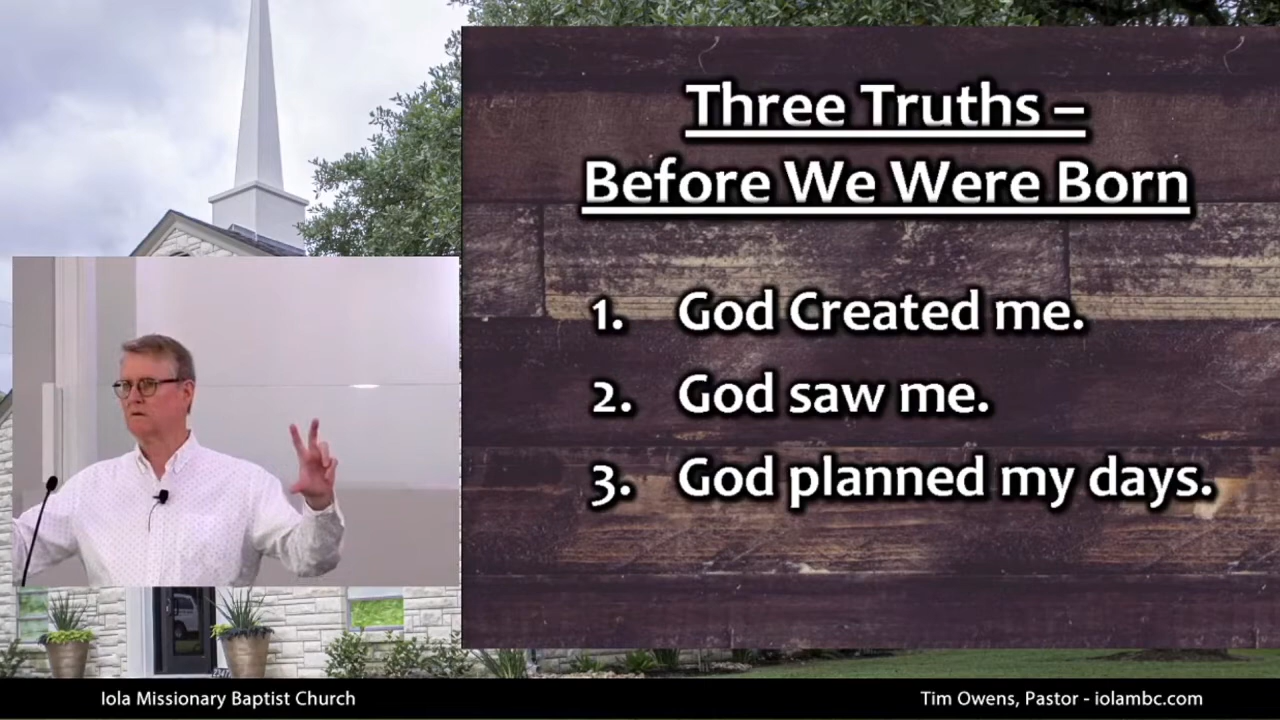 Three Truths –
Before We Were Born
1. God Created me.
2. God saw me.
3. God planned my days.
Iola Missionary Baptist Church
Tim Owens, Pastor - iolambc.com